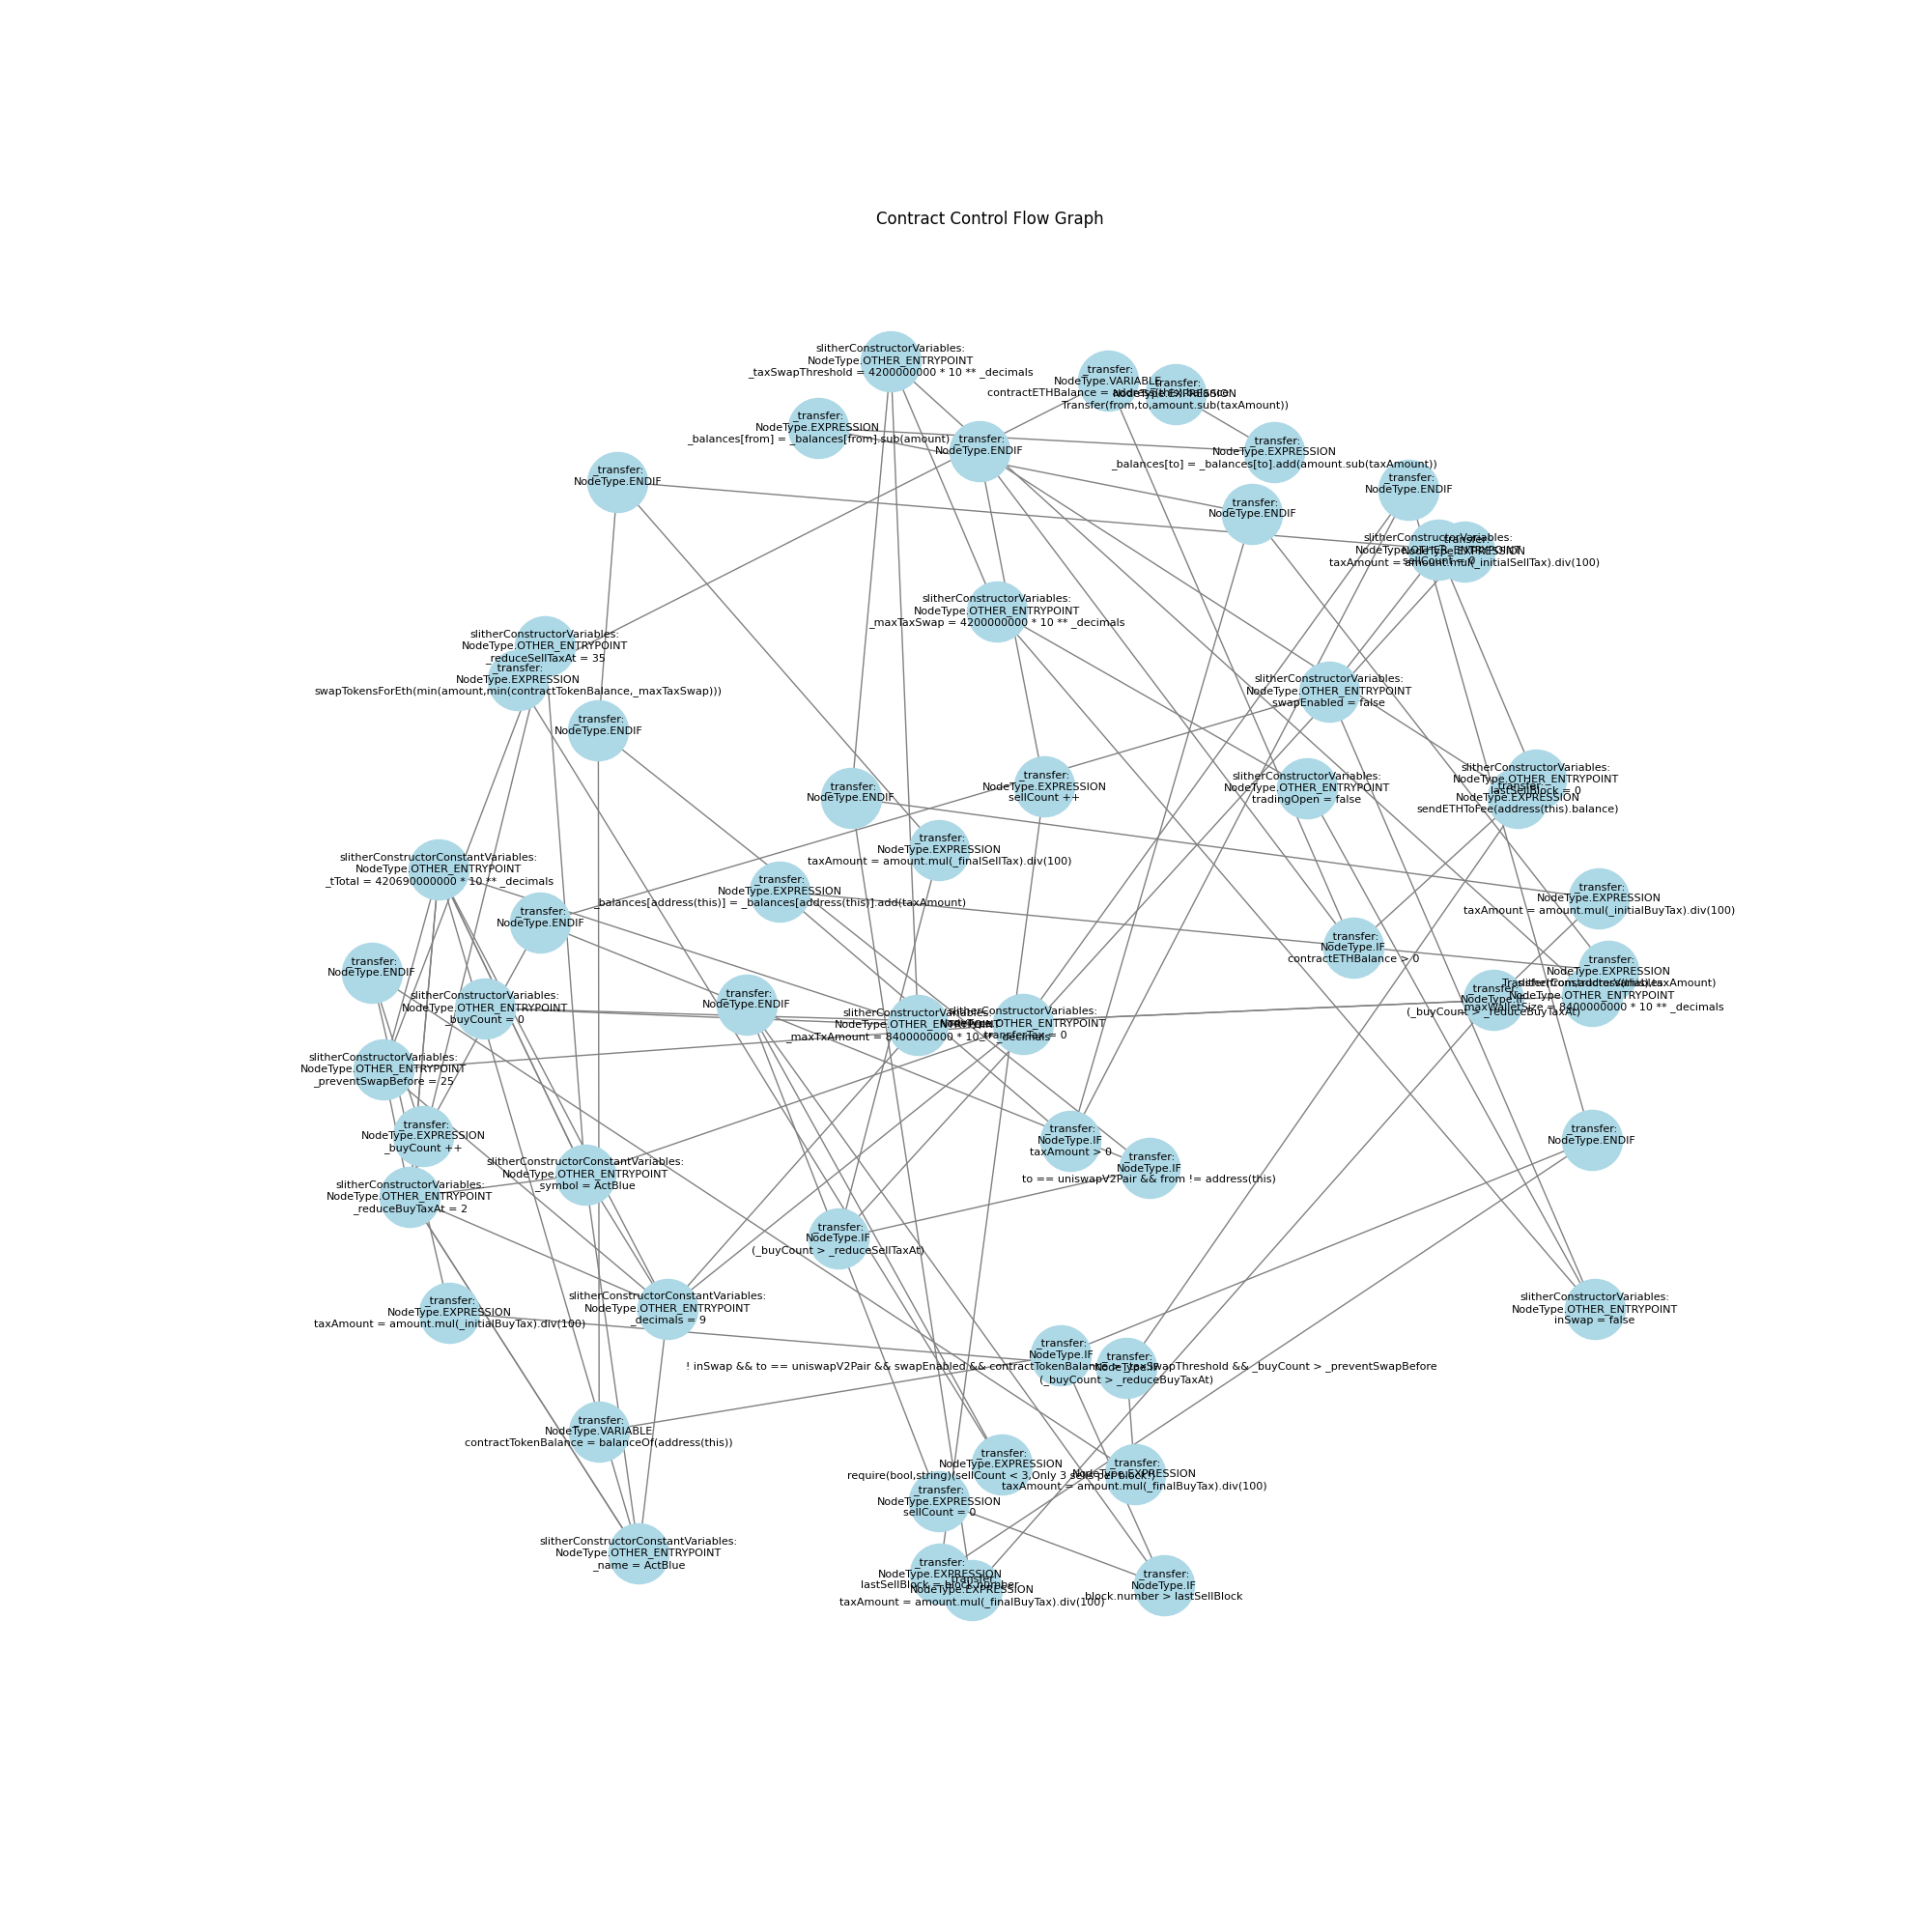 Contract Control Flow Graph
slitherConstructorVariables:
NodeType.OTHER_ENTRYPOINT
_taxSwapThreshold = 4200000000 * 10 ** _decimals
_transfer:
NodeType.VARIABLE
contractETHBalance = address(this).balance
_transfer:
NodeType.EXPRESSION
Transfer(from,to,amount.sub(taxAmount))
_transfer:
NodeType.EXPRESSION
_balances[from] = _balances[from].sub(amount)
_transfer:
NodeType.ENDIF
_transfer:
NodeType.EXPRESSION
_balances[to] = _balances[to].add(amount.sub(taxAmount))
_transfer:
NodeType.ENDIF
_transfer:
NodeType.ENDIF
_transfer:
NodeType.ENDIF
slitherConstructorVariables:
NodeType.OTHER_ENTRYPOINT
sellCount = 0
_transfer:
NodeType.EXPRESSION
taxAmount = amount.mul(_initialSellTax).div(100)
slitherConstructorVariables:
NodeType.OTHER_ENTRYPOINT
_maxTaxSwap = 4200000000 * 10 ** _decimals
slitherConstructorVariables:
NodeType.OTHER_ENTRYPOINT
_reduceSellTaxAt = 35
_transfer:
NodeType.EXPRESSION
swapTokensForEth(min(amount,min(contractTokenBalance,_maxTaxSwap)))
slitherConstructorVariables:
NodeType.OTHER_ENTRYPOINT
swapEnabled = false
_transfer:
NodeType.ENDIF
_transfer:
NodeType.ENDIF
_transfer:
NodeType.EXPRESSION
sellCount ++
slitherConstructorVariables:
NodeType.OTHER_ENTRYPOINT
tradingOpen = false
slitherConstructorVariables:
NodeType.OTHER_ENTRYPOINT
lastSellBlock = 0
_transfer:
NodeType.EXPRESSION
sendETHToFee(address(this).balance)
_transfer:
NodeType.EXPRESSION
taxAmount = amount.mul(_finalSellTax).div(100)
slitherConstructorConstantVariables:
NodeType.OTHER_ENTRYPOINT
_tTotal = 420690000000 * 10 ** _decimals
_transfer:
NodeType.EXPRESSION
_balances[address(this)] = _balances[address(this)].add(taxAmount)
_transfer:
NodeType.EXPRESSION
taxAmount = amount.mul(_initialBuyTax).div(100)
_transfer:
NodeType.ENDIF
_transfer:
NodeType.IF
contractETHBalance > 0
_transfer:
NodeType.ENDIF
_transfer:
NodeType.EXPRESSION
Transfer(from,address(this),taxAmount)
slitherConstructorVariables:
NodeType.OTHER_ENTRYPOINT
_maxWalletSize = 8400000000 * 10 ** _decimals
_transfer:
NodeType.IF
(_buyCount > _reduceBuyTaxAt)
_transfer:
NodeType.ENDIF
slitherConstructorVariables:
NodeType.OTHER_ENTRYPOINT
_buyCount = 0
slitherConstructorVariables:
NodeType.OTHER_ENTRYPOINT
_maxTxAmount = 8400000000 * 10 ** _decimals
slitherConstructorVariables:
NodeType.OTHER_ENTRYPOINT
transferTax = 0
slitherConstructorVariables:
NodeType.OTHER_ENTRYPOINT
_preventSwapBefore = 25
_transfer:
NodeType.EXPRESSION
_buyCount ++
_transfer:
NodeType.IF
taxAmount > 0
_transfer:
NodeType.ENDIF
_transfer:
NodeType.IF
to == uniswapV2Pair && from != address(this)
slitherConstructorConstantVariables:
NodeType.OTHER_ENTRYPOINT
_symbol = ActBlue
slitherConstructorVariables:
NodeType.OTHER_ENTRYPOINT
_reduceBuyTaxAt = 2
_transfer:
NodeType.IF
(_buyCount > _reduceSellTaxAt)
slitherConstructorConstantVariables:
NodeType.OTHER_ENTRYPOINT
_decimals = 9
_transfer:
NodeType.EXPRESSION
taxAmount = amount.mul(_initialBuyTax).div(100)
slitherConstructorVariables:
NodeType.OTHER_ENTRYPOINT
inSwap = false
_transfer:
NodeType.IF
! inSwap && to == uniswapV2Pair && swapEnabled && contractTokenBalance > _taxSwapThreshold && _buyCount > _preventSwapBefore
_transfer:
NodeType.IF
(_buyCount > _reduceBuyTaxAt)
_transfer:
NodeType.VARIABLE
contractTokenBalance = balanceOf(address(this))
_transfer:
NodeType.EXPRESSION
require(bool,string)(sellCount < 3,Only 3 sells per block!)
_transfer:
NodeType.EXPRESSION
taxAmount = amount.mul(_finalBuyTax).div(100)
_transfer:
NodeType.EXPRESSION
sellCount = 0
slitherConstructorConstantVariables:
NodeType.OTHER_ENTRYPOINT
_name = ActBlue
_transfer:
NodeType.EXPRESSION
lastSellBlock = block.number
_transfer:
NodeType.EXPRESSION
taxAmount = amount.mul(_finalBuyTax).div(100)
_transfer:
NodeType.IF
block.number > lastSellBlock